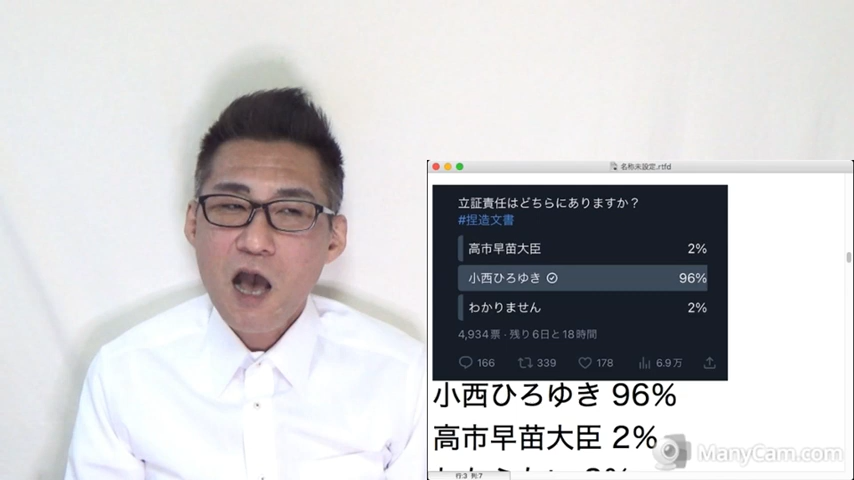 名称未設定.rtfd
立証責任はどちらにありますか？
#捏造文書
高市早苗大臣 2%
小西ひろゆき 96%
わかりません 2%
4,934票・残り6日と18時間
166 339 178 6.9万
小西ひろゆき 96%
高市早苗大臣 2%
ManyCam.com
行:3 列:7